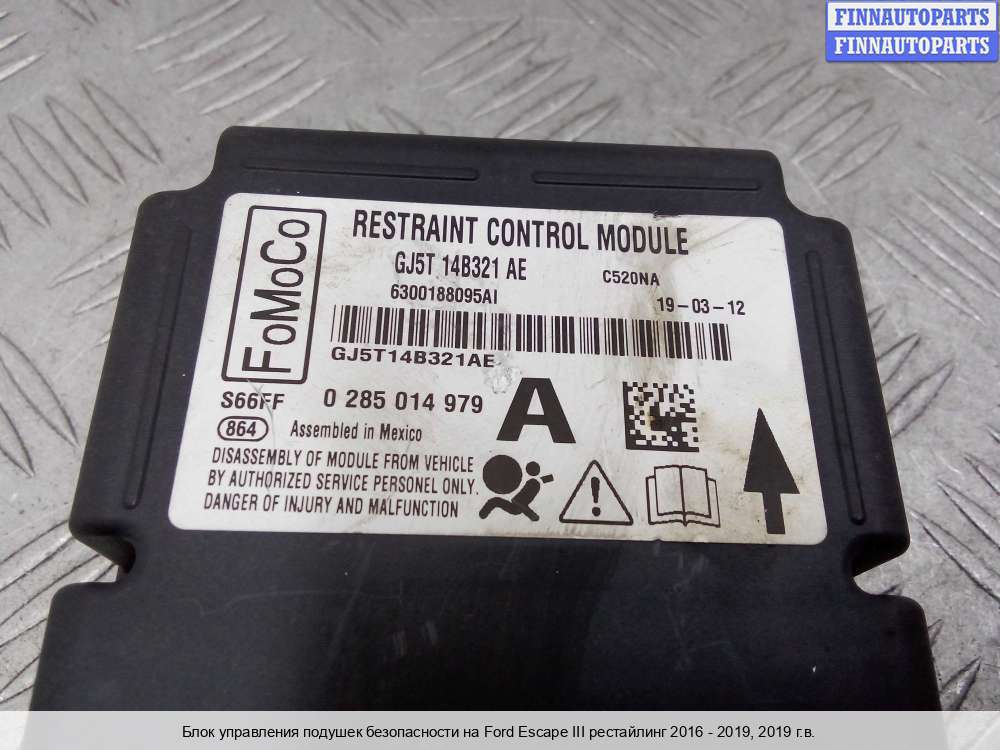 FINNAUTOPARTS
FINNAUTOPARTS
FoMoCo
RESTRAINT CONTROL MODULE
GJ5T 14B321 AE
C520NA
6300188095AI
19-03-12
GJ5T14B321AE
S66FF
0 285 014 979
A
864
Assembled in Mexico
DISASSEMBLY OF MODULE FROM VEHICLE
BY AUTHORIZED SERVICE PERSONEL ONLY.
DANGER OF INJURY AND MALFUNCTION
Блок управления подушек безопасности на Ford Escape III рестайлинг 2016 - 2019, 2019 г.в.